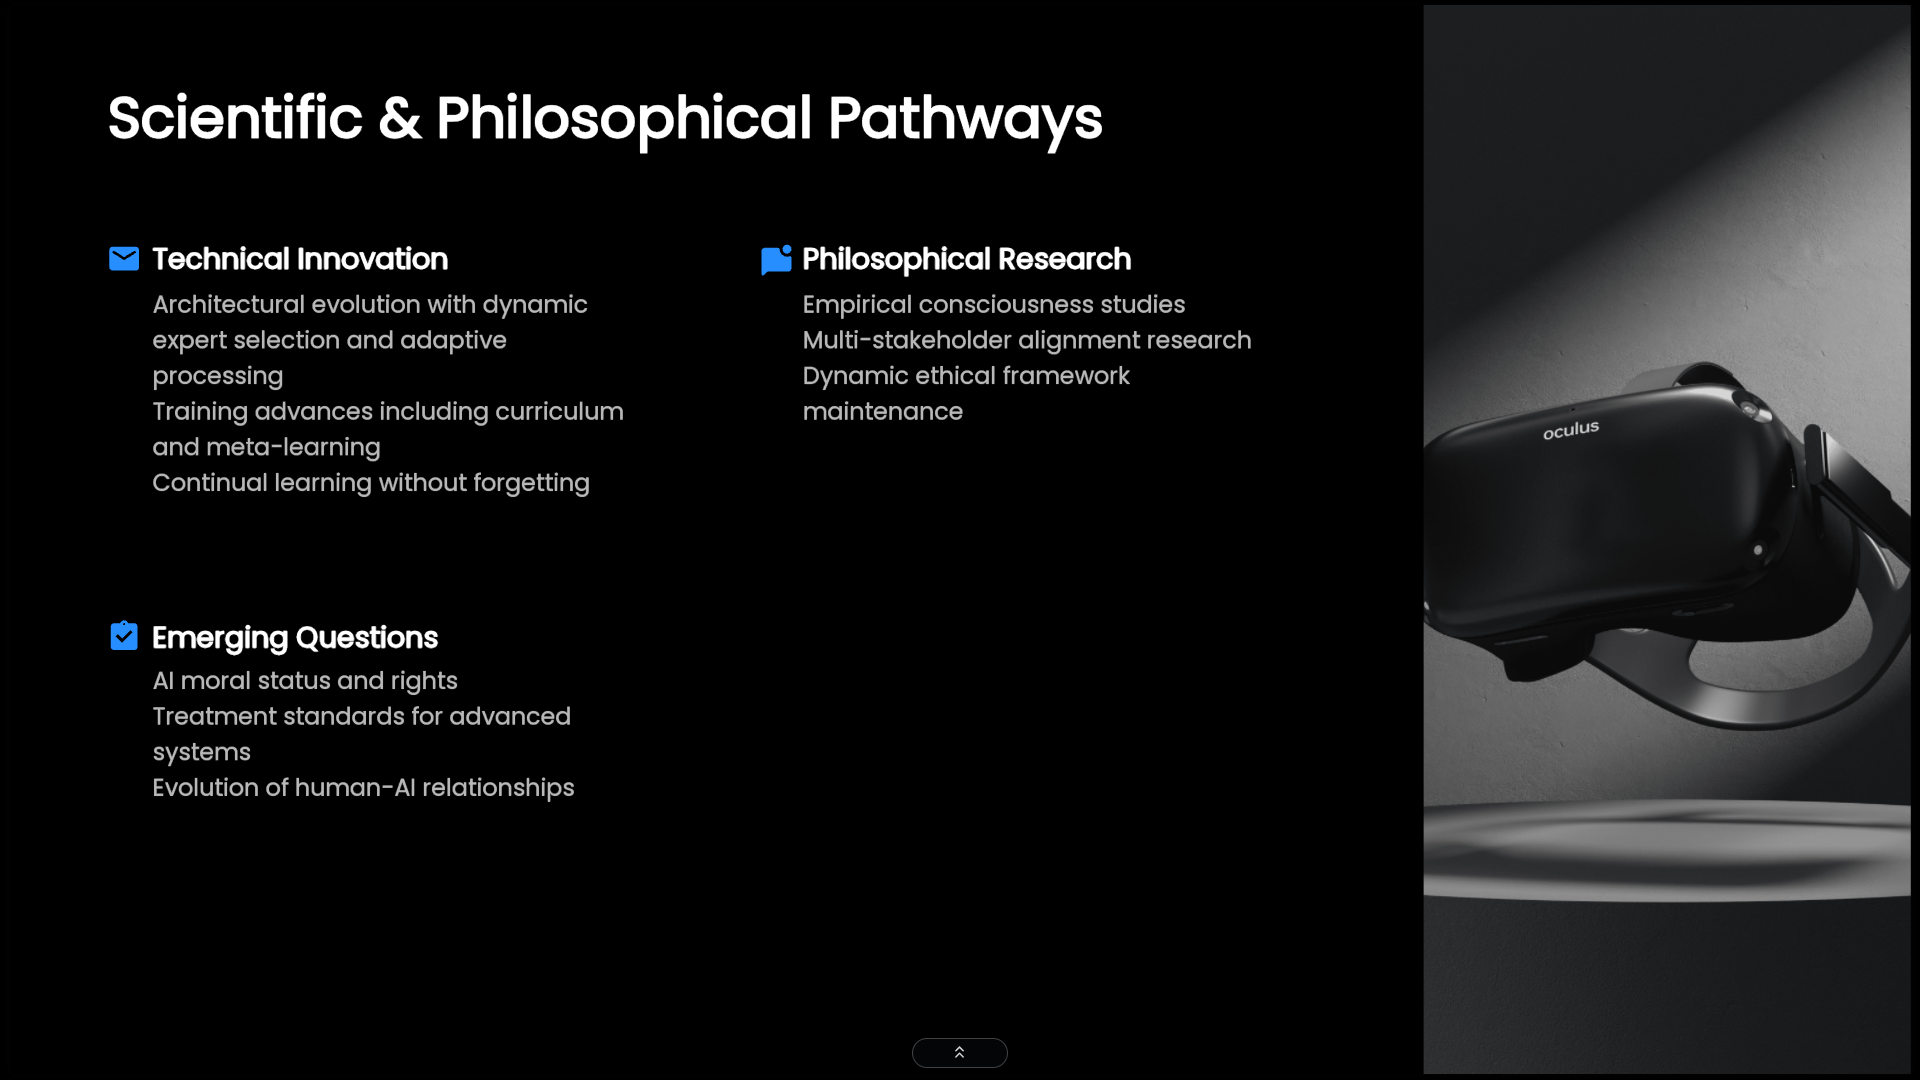 Scientific & Philosophical Pathways
Technical Innovation
Architectural evolution with dynamic
expert selection and adaptive
processing
Training advances including curriculum
and meta-learning
Continual learning without forgetting
Philosophical Research
Empirical consciousness studies
Multi-stakeholder alignment research
Dynamic ethical framework
maintenance
Emerging Questions
AI moral status and rights
Treatment standards for advanced
systems
Evolution of human-AI relationships
oculus